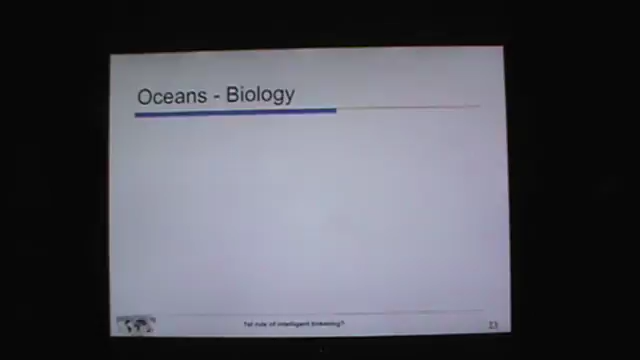 Oceans - Biology
1st rule of intelligent tinkering?
23